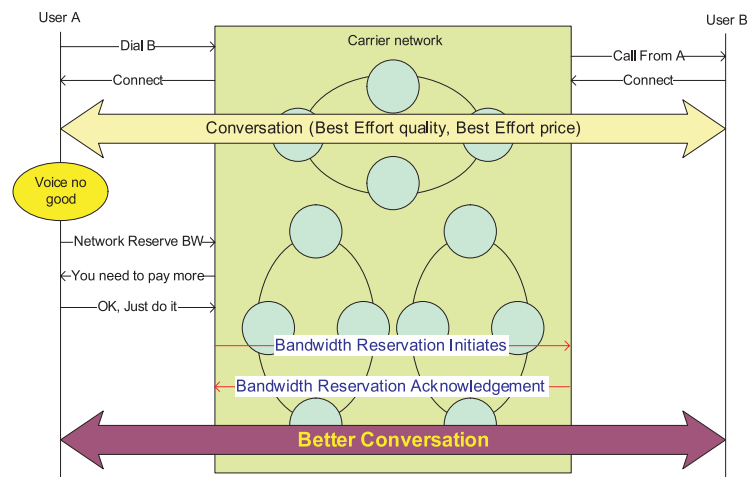 User A
User B
Dial B
Carrier network
Call From A
Connect
Connect
Conversation (Best Effort quality, Best Effort price)
Voice no
good
Network Reserve BW
You need to pay more
OK, Just do it
Bandwidth Reservation Initiates
Bandwidth Reservation Acknowledgement
Better Conversation